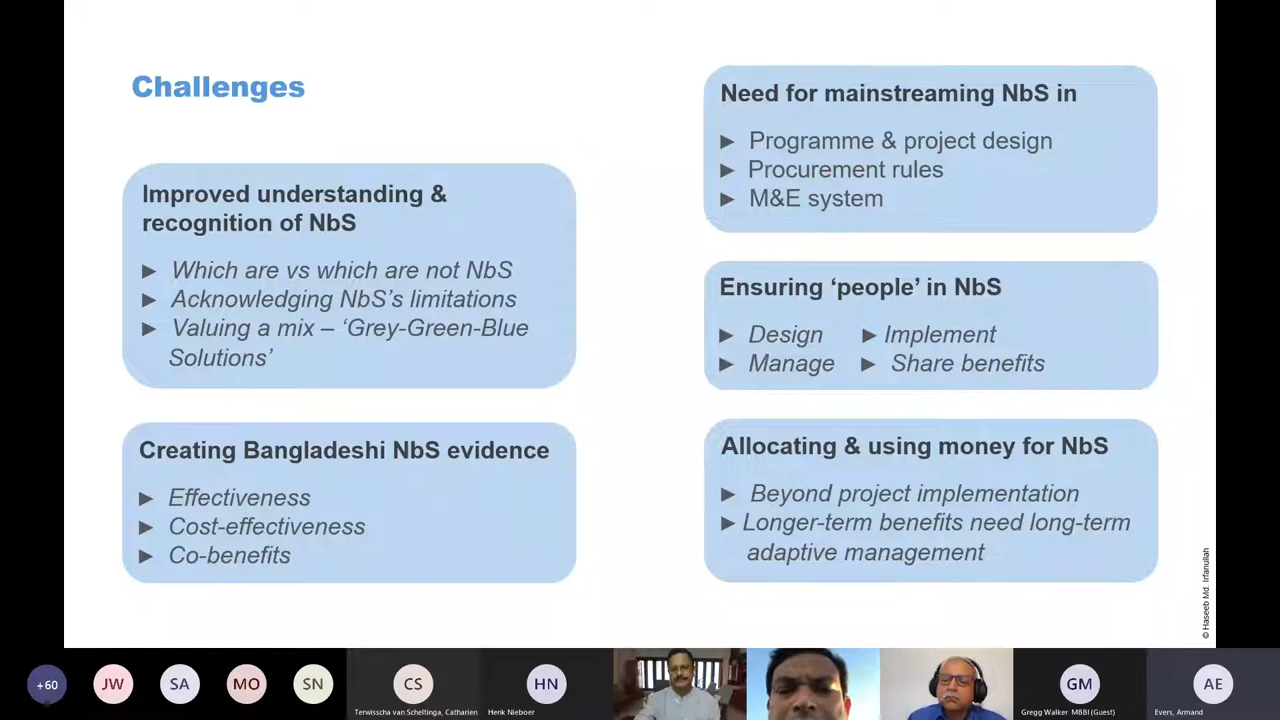 Challenges
Improved understanding &
recognition of NbS
► Which are vs which are not NbS
► Acknowledging NbS's limitations
► Valuing a mix – ‘Grey-Green-Blue
Solutions’
Creating Bangladeshi NbS evidence
► Effectiveness
► Cost-effectiveness
► Co-benefits
Need for mainstreaming NbS in
► Programme & project design
► Procurement rules
► M&E system
Ensuring ‘people’ in NbS
► Design ► Implement
► Manage ► Share benefits
Allocating & using money for NbS
► Beyond project implementation
► Longer-term benefits need long-term
adaptive management
© Haseeb Md. Irfanullah
+60
JW
SA
MO
SN
CS
Terwisscha van Scheltinga, Catharien
HN
Henk Nieboer
GM
Gregg Walker MBBI (Guest)
AE
Evers, Armand